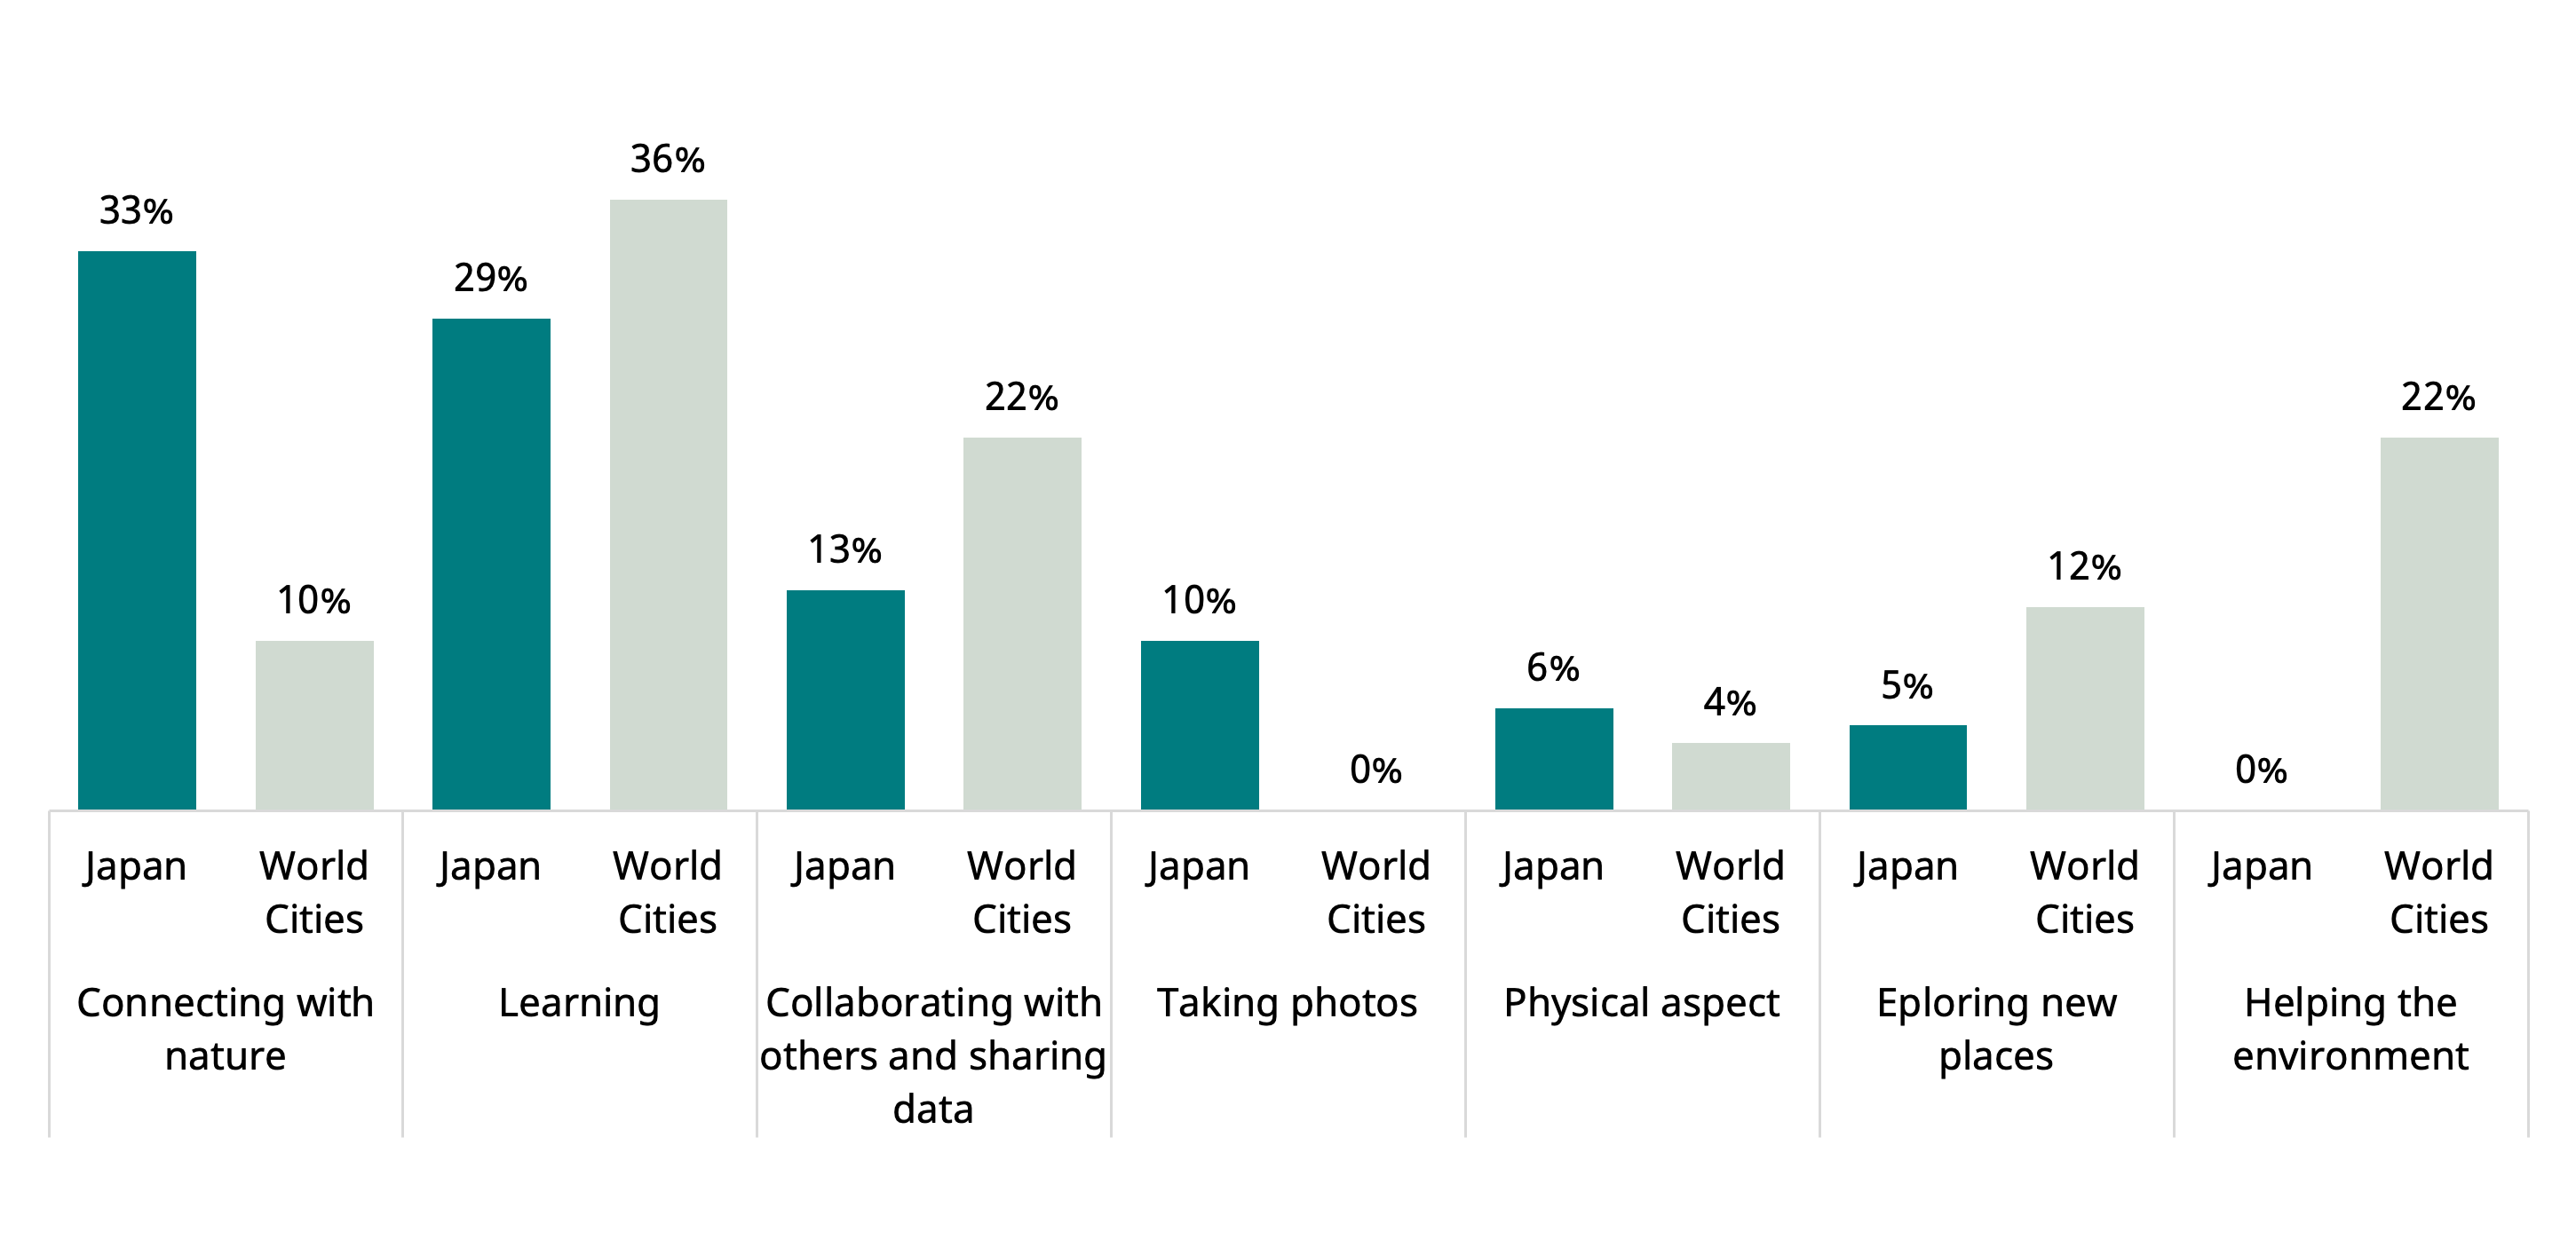 36%
33%
29%
22%
22%
13%
12%
10%
10%
6%
5%
4%
0%
0%
Japan World Japan World Japan World Japan World Japan World Japan World Japan World
Cities Cities Cities Cities Cities Cities Cities
Connecting with Learning Collaborating with Taking photos Physical aspect Eploring new Helping the
nature others and sharing places environment
data